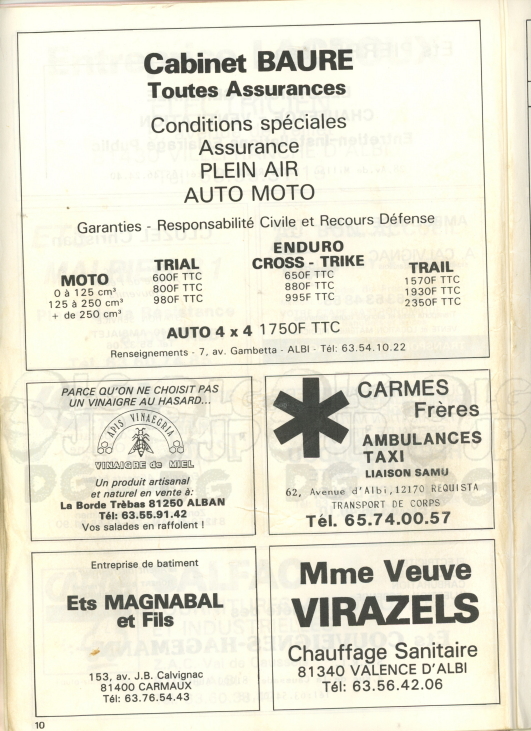 Cabinet BAURE
Toutes Assurances
Conditions spéciales
Assurance
PLEIN AIR
AUTO MOTO
Garanties - Responsabilité Civile et Recours Défense
MOTO
0 à 125 cm³
125 à 250 cm³
+ de 250 cm³
TRIAL
600F TTC
800F TTC
980F TTC
ENDURO
CROSS - TRIKE
650F TTC
880F TTC
995F TTC
TRAIL
1570F TTC
1930F TTC
2350F TTC
AUTO 4 x 4 1750F TTC
Renseignements - 7, av. Gambetta - ALBI - Tél: 63.54.10.22
PARCE QU'ON NE CHOISIT PAS
UN VINAIGRE AU HASARD...
APIS VINAEGRIA
VINAIGRE de MIEL
Un produit artisanal
et naturel en vente à:
La Borde Trèbas 81250 ALBAN
Tél: 63.55.91.42
Vos salades en raffolent !
CARMES
Frères
AMBULANCES
TAXI
LIAISON SAMU
62, Avenue d'Albi,12170 REQUISTA
TRANSPORT DE CORPS
Tèl. 65.74.00.57
Entreprise de batiment
Ets MAGNABAL
et Fils
153, av. J.B. Calvignac
81400 CARMAUX
Tél: 63.76.54.43
Mme Veuve
VIRAZELS
Chauffage Sanitaire
81340 VALENCE D'ALBI
Tél: 63.56.42.06
10